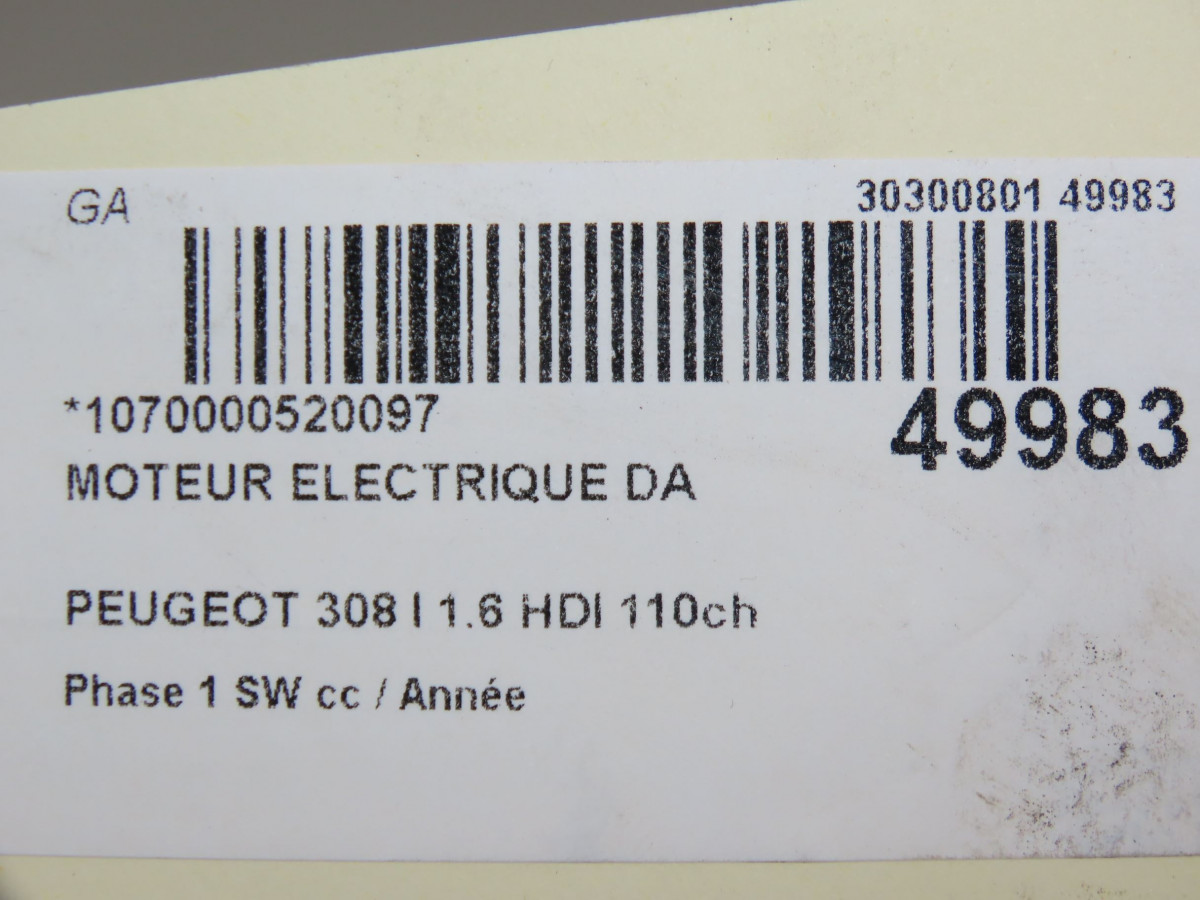 GA 30300801 49983
*1070000520097 49983
MOTEUR ELECTRIQUE DA
PEUGEOT 308 I 1.6 HDI 110ch
Phase 1 SW cc / Année